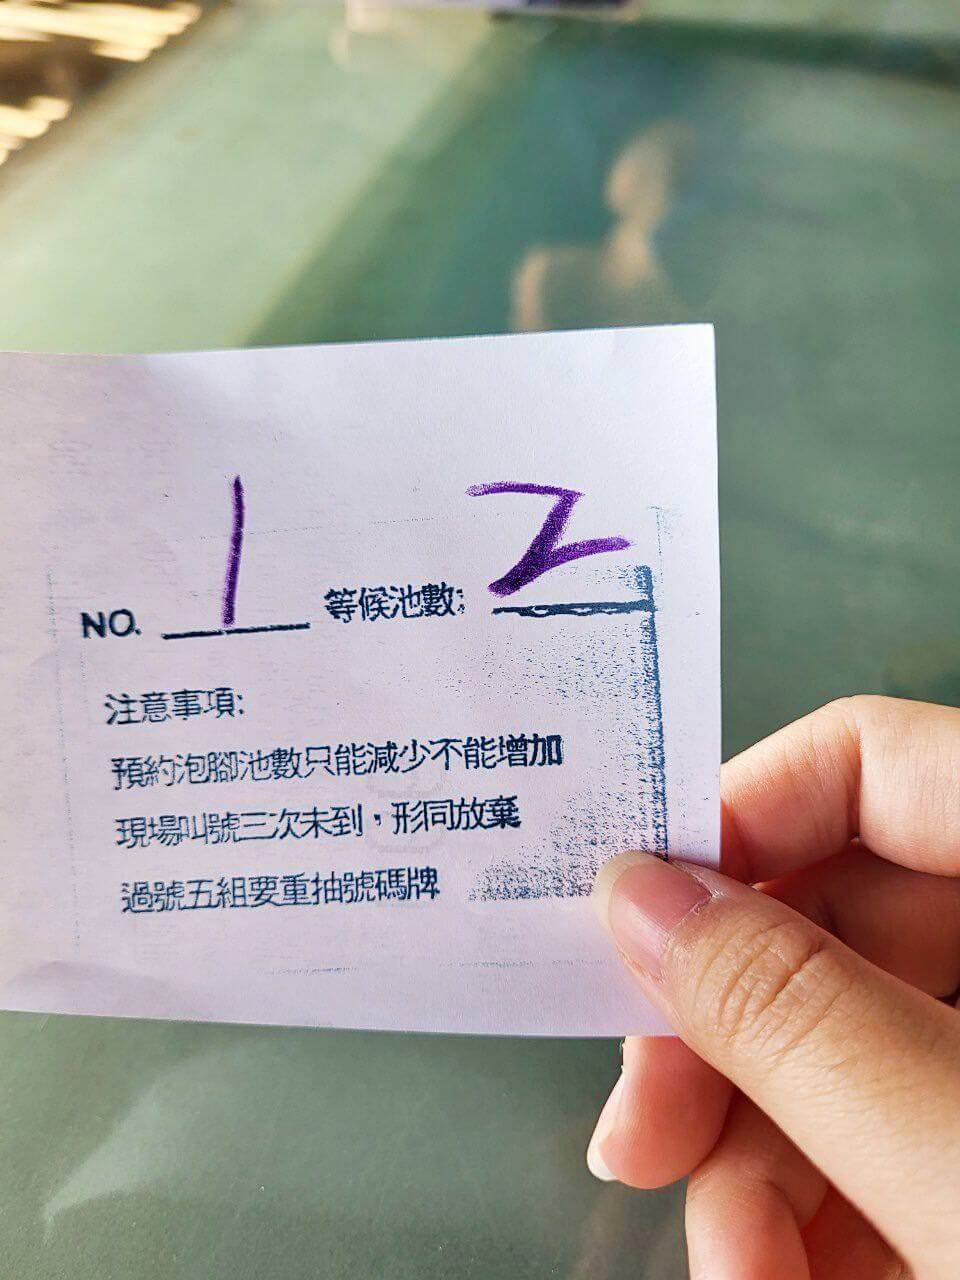 NO. 1 等候池數: 2
注意事項:
預約泡腳池數只能減少不能增加
現場叫號三次未到，形同放棄
過號五組要重抽號碼牌